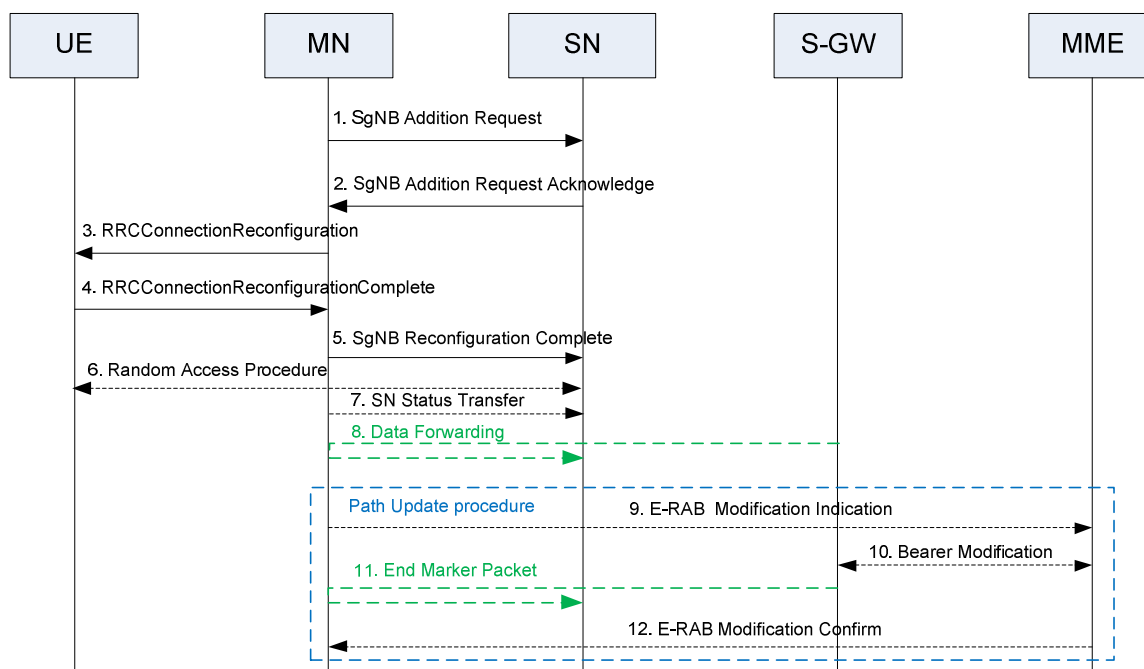 UE
MN
SN
S-GW
MME
1. SgNB Addition Request
2. SgNB Addition Request Acknowledge
3. RRCConnectionReconfiguration
4. RRCConnectionReconfigurationComplete
5. SgNB Reconfiguration Complete
6. Random Access Procedure
7. SN Status Transfer
8. Data Forwarding
Path Update procedure
9. E-RAB Modification Indication
10. Bearer Modification
11. End Marker Packet
12. E-RAB Modification Confirm